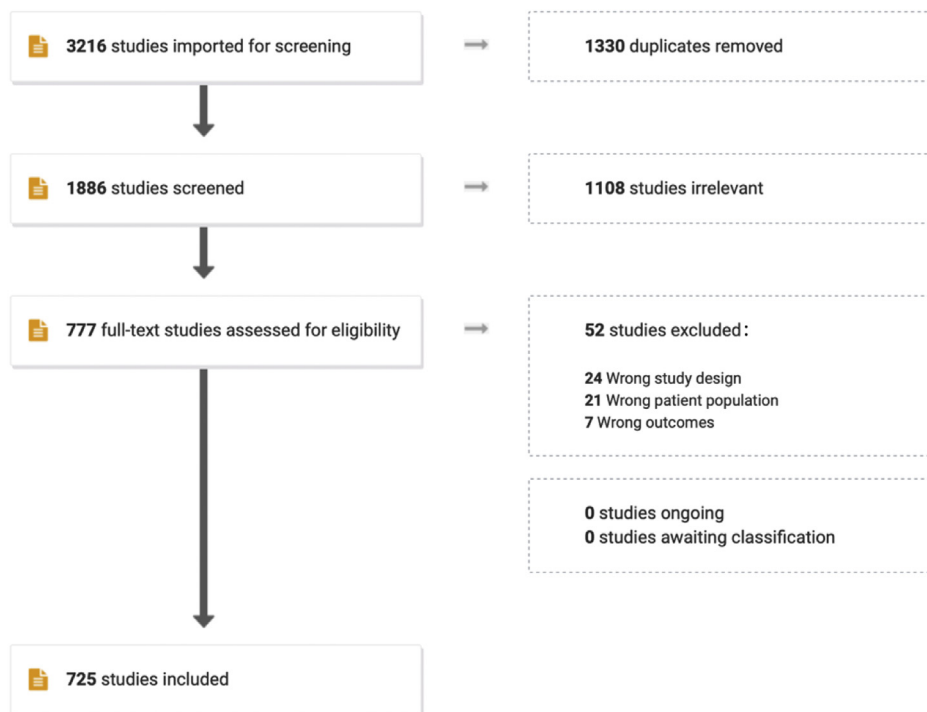 3216 studies imported for screening
1330 duplicates removed
1886 studies screened
1108 studies irrelevant
777 full-text studies assessed for eligibility
52 studies excluded:
24 Wrong study design
21 Wrong patient population
7 Wrong outcomes
0 studies ongoing
0 studies awaiting classification
725 studies included